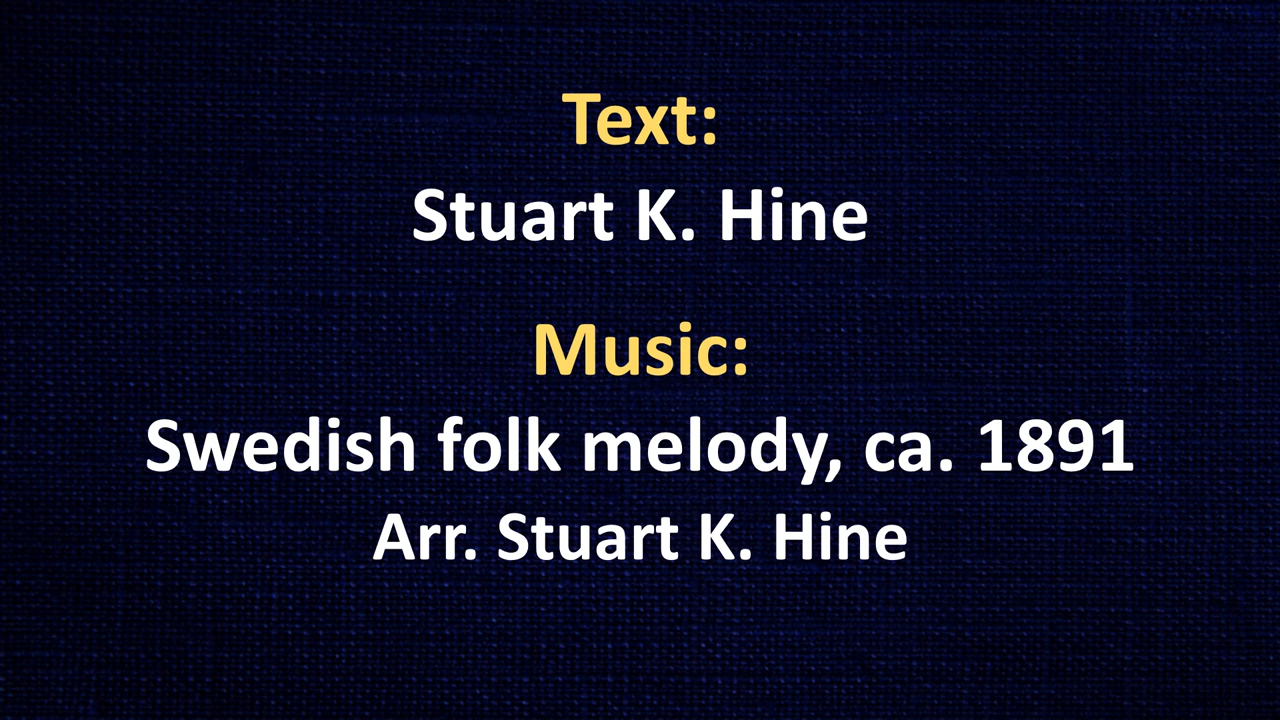 Text:
Stuart K. Hine
Music:
Swedish folk melody, ca. 1891
Arr. Stuart K. Hine